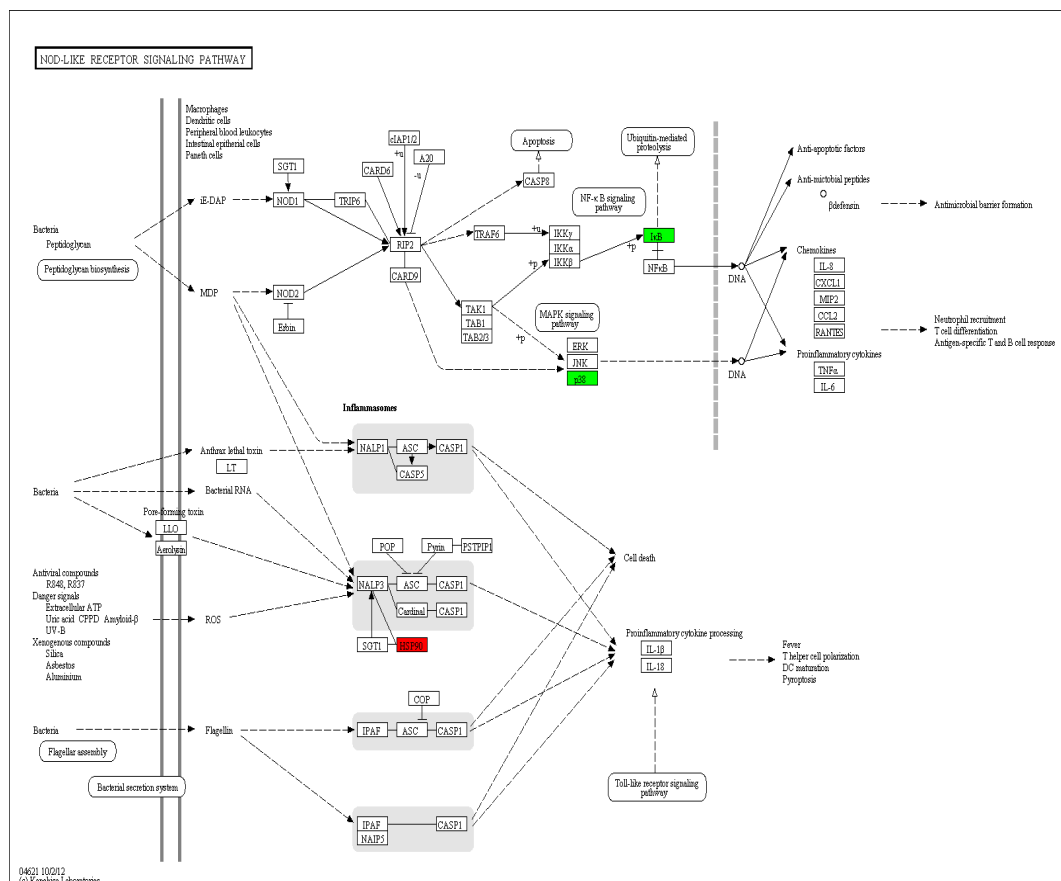 NOD-LIKE RECEPTOR SIGNALING PATHWAY
Macrophages
Dendritic cells
Peripheral blood leukocytes
Intestinal epitherial cells
Paneth cells
Bacteria
Peptidoglycan
Peptidoglycan biosynthesis
iE-DAP
MDP
SGT1
NOD1
TRIP6
NOD2
Erbin
cIAP1/2
+u
A20
-u
CARD6
RIP2
CARD9
Apoptosis
CASP8
TRAF6
+u
IKKγ
IKKα
IKKβ
+p
TAK1
TAB1
TAB2/3
+p
NF-κB signaling
pathway
Ubiquitin-mediated
proteolysis
IκB
+p
NFκB
MAPK signaling
pathway
ERK
JNK
p38
DNA
DNA
Anti-apoptotic factors
Anti-mictobial peptides
βdefensin
Antimicrobial barrier formation
Chemokines
IL-8
CXCL1
MIP2
CCL2
RANTES
Neutrophil recruitment
T cell differentiation
Antigen-specific T and B cell response
Proinflammatory cytokines
TNFα
IL-6
Inflammasomes
Bacteria
Anthrax lethal toxin
LT
Bacterial RNA
Pore-forming toxin
LLO
Aerolysin
NALP1
ASC
CASP1
CASP5
POP
Pyrin
PSTPIP1
NALP3
ASC
CASP1
Cardinal
CASP1
SGT1
HSP90
Antiviral compounds
R848, R837
Danger signals
Extracellular ATP
Uric acid CPPD Amyloid-β
UV-B
Xenogenous compounds
Silica
Asbestos
Aluminium
ROS
Cell death
Proinflammatory cytokine processing
IL-1β
IL-18
Fever
T helper cell polarization
DC maturation
Pyroptosis
COP
IPAF
ASC
CASP1
Bacteria
Flagellar assembly
Flagellin
Bacterial secretion system
Toll-like receptor signaling
pathway
IPAF
CASP1
NAIP5
04621 10/2/12
(c) Kanehisa Laboratories